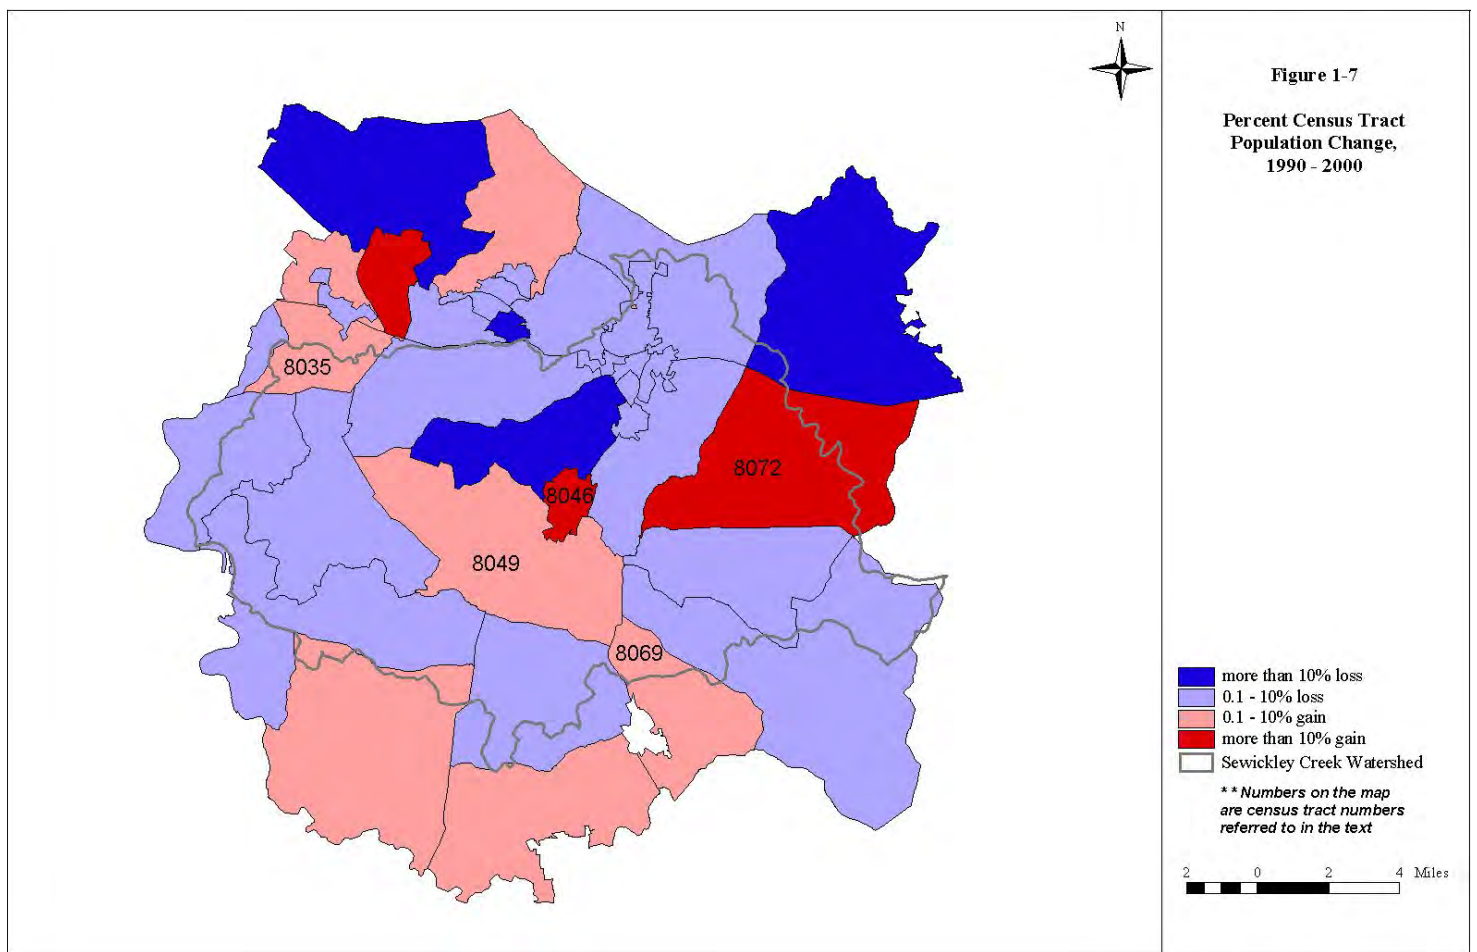 N
Figure 1-7
Percent Census Tract
Population Change,
1990 - 2000
8035
8072
8046
8049
8069
more than 10% loss
0.1 - 10% loss
0.1 - 10% gain
more than 10% gain
Sewickley Creek Watershed
* * Numbers on the map
are census tract numbers
referred to in the text
2 0 2 4 Miles